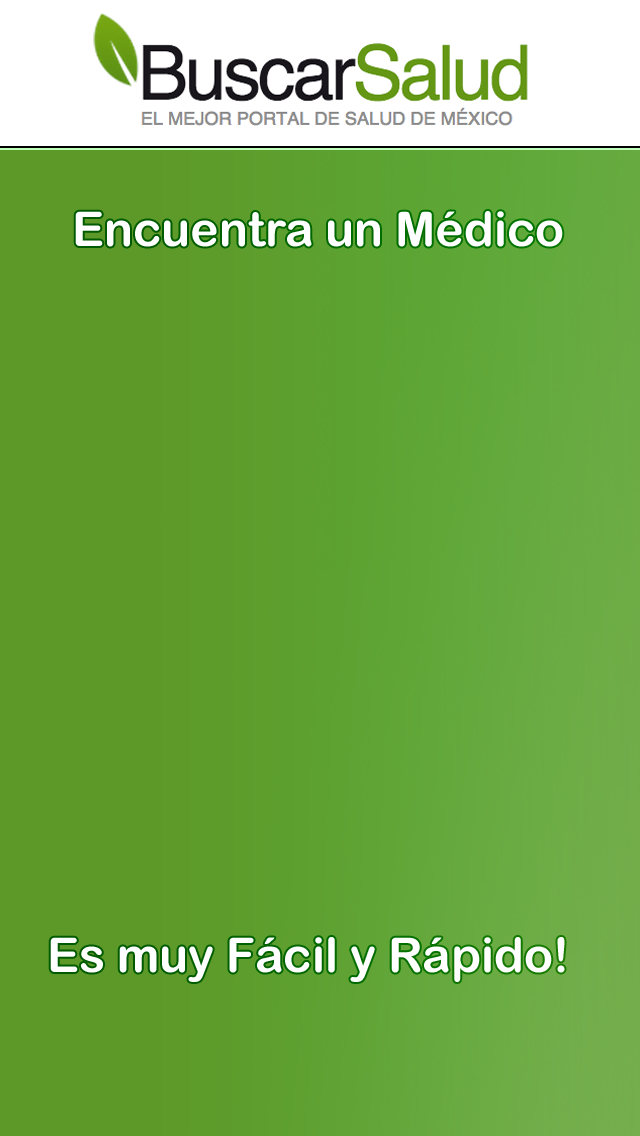 BuscarSalud
EL MEJOR PORTAL DE SALUD DE MÉXICO
Encuentra un Médico
Es muy Fácil y Rápido!